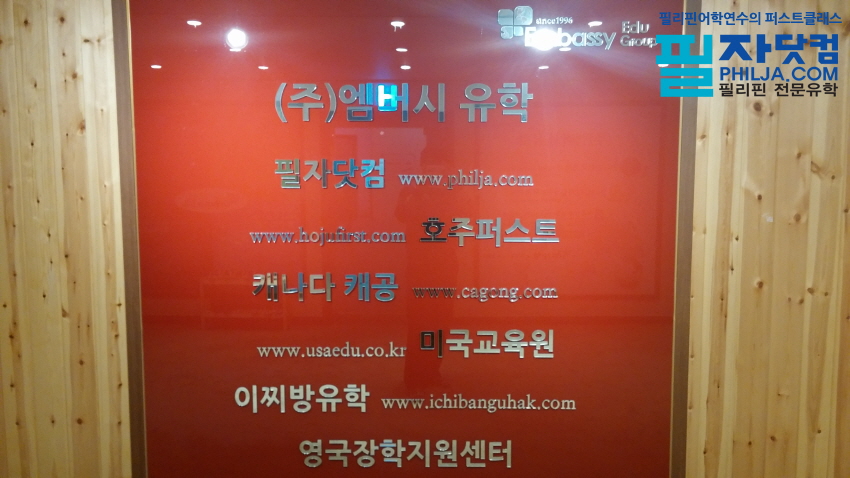 since1996
Embassy Edu Group
필리핀어학연수의 퍼스트클래스
필자닷컴
PHILJA.COM
필리핀 전문유학
(주)엠버시 유학
필자닷컴 www.philja.com
www.hojufirst.com 호주퍼스트
캐나다 캐공 www.cagong.com
www.usaedu.co.kr 미국교육원
이찌방유학 www.ichibanguhak.com
영국장학지원센터